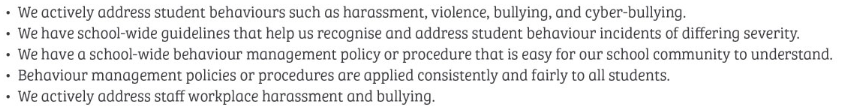 • We actively address student behaviours such as harassment, violence, bullying, and cyber-bullying.
• We have school-wide guidelines that help us recognise and address student behaviour incidents of differing severity.
• We have a school-wide behaviour management policy or procedure that is easy for our school community to understand.
• Behaviour management policies or procedures are applied consistently and fairly to all students.
• We actively address staff workplace harassment and bullying.